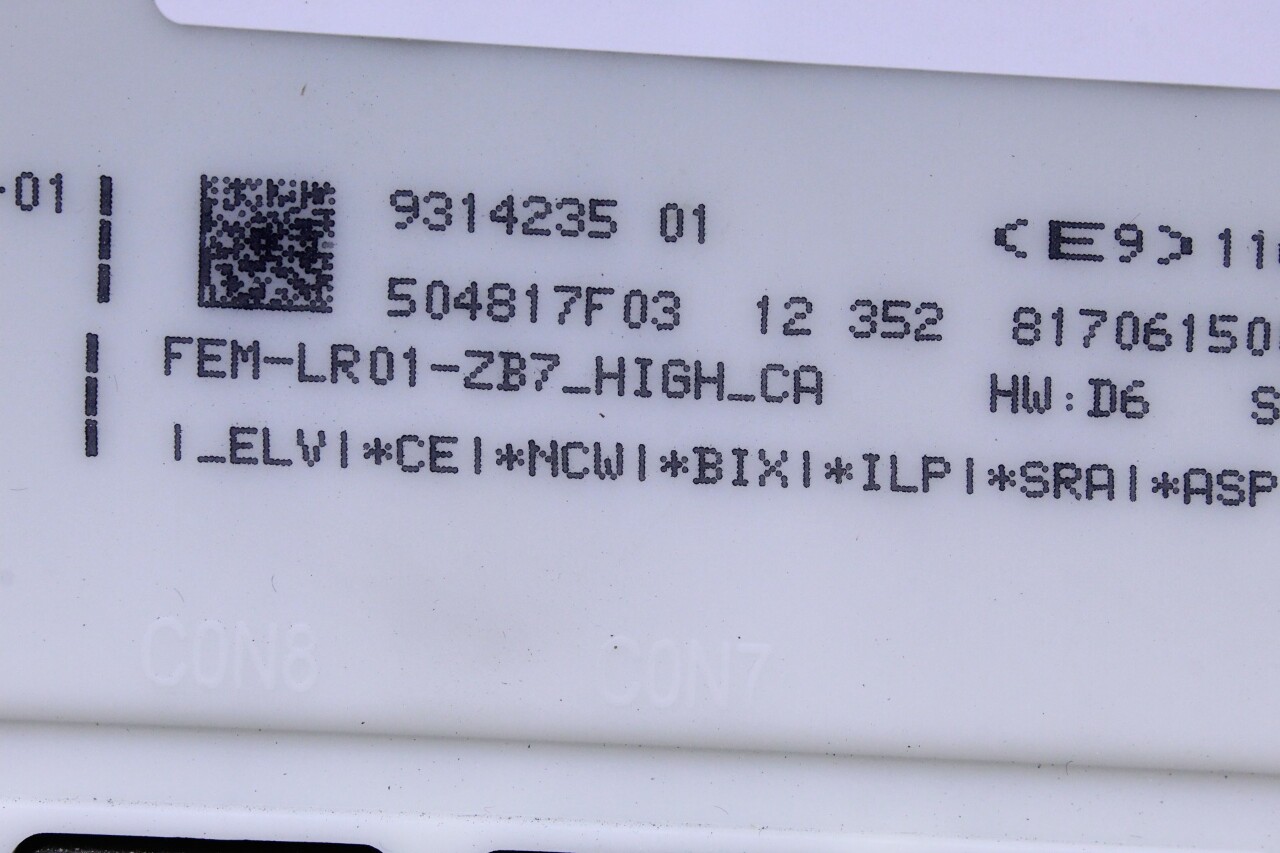 -01 9314235 01 <E9> 11
504817F03 12 352 8170615
FEM-LR01-ZB7_HIGH_CA HW:D6 S
|_ELV|*CE|*NCW|*BIX|*ILP|*SRA|*ASP
CON8 CON7